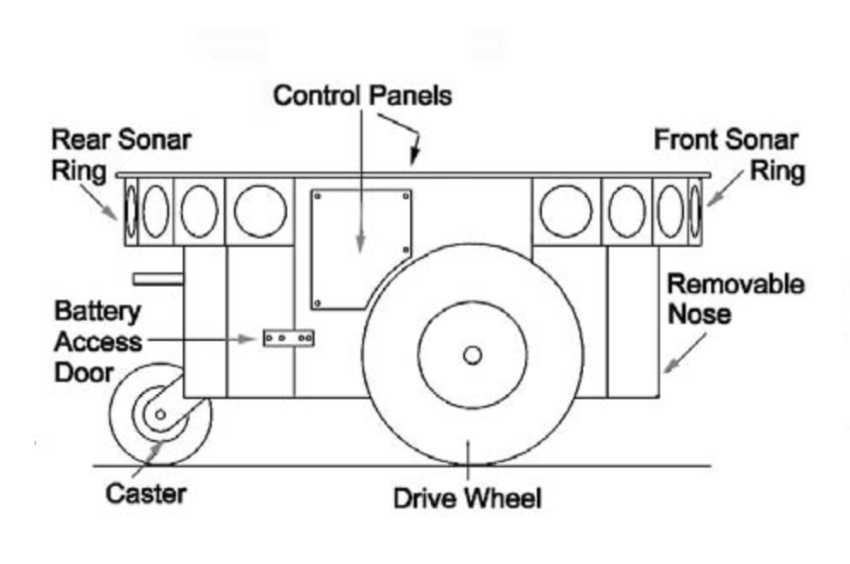 Control Panels
Rear Sonar
Ring
Front Sonar
Ring
Removable
Nose
Battery
Access
Door
Caster
Drive Wheel